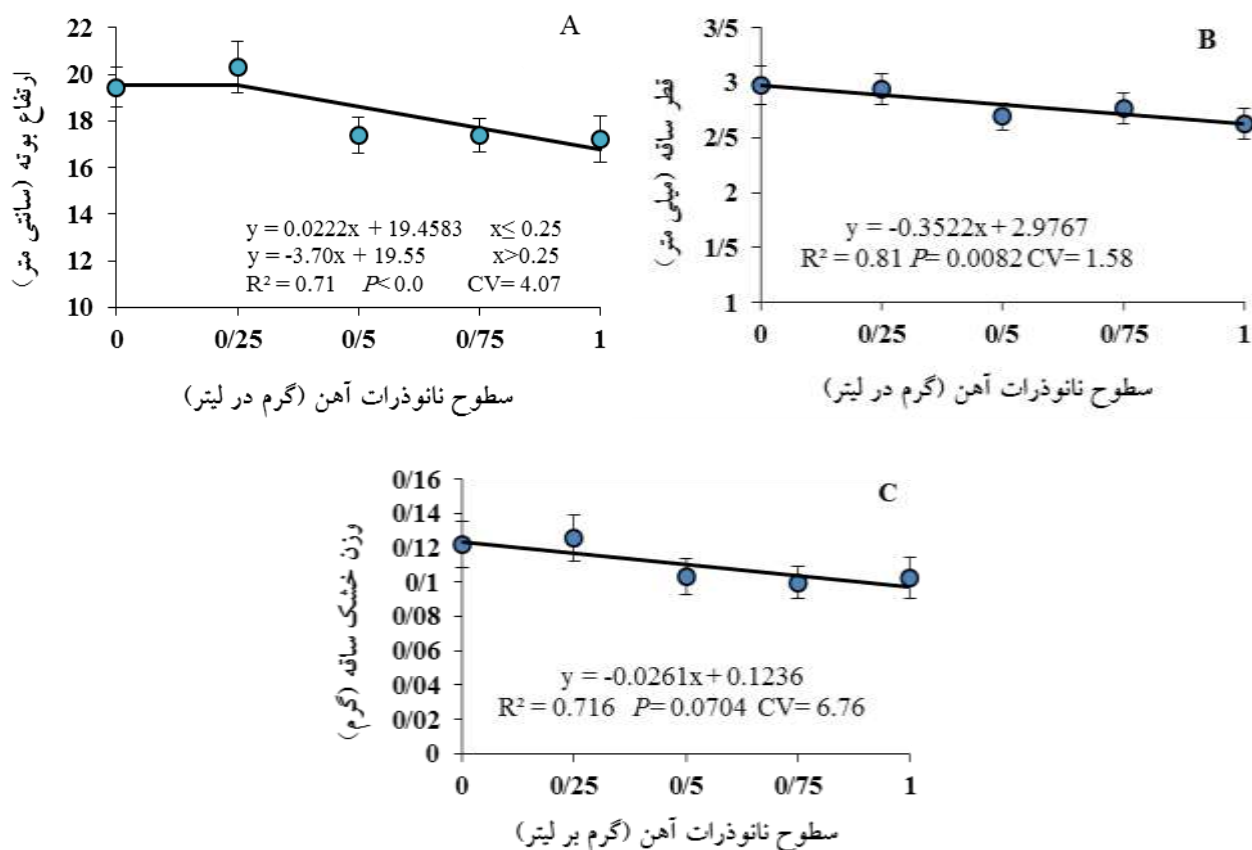 A
ارتفاع بوته (سانتی متر)
22
20
18
16
14
12
10
y = 0.0222x + 19.4583 x≤ 0.25
y = -3.70x + 19.55 x>0.25
R² = 0.71 P<0.0 CV= 4.07
0 0/25 0/5 0/75 1
سطوح نانوذرات آهن (گرم در لیتر)
B
قطر ساقه (میلی متر)
3/5
3
2/5
2
1/5
1
y = -0.3522x + 2.9767
R² = 0.81 P= 0.0082 CV= 1.58
0 0/25 0/5 0/75 1
سطوح نانوذرات آهن (گرم در لیتر)
C
وزن خشک ساقه (گرم)
0/16
0/14
0/12
0/1
0/08
0/06
0/04
0/02
0
y = -0.0261x + 0.1236
R² = 0.716 P= 0.0704 CV= 6.76
0 0/25 0/5 0/75 1
سطوح نانوذرات آهن (گرم بر لیتر)